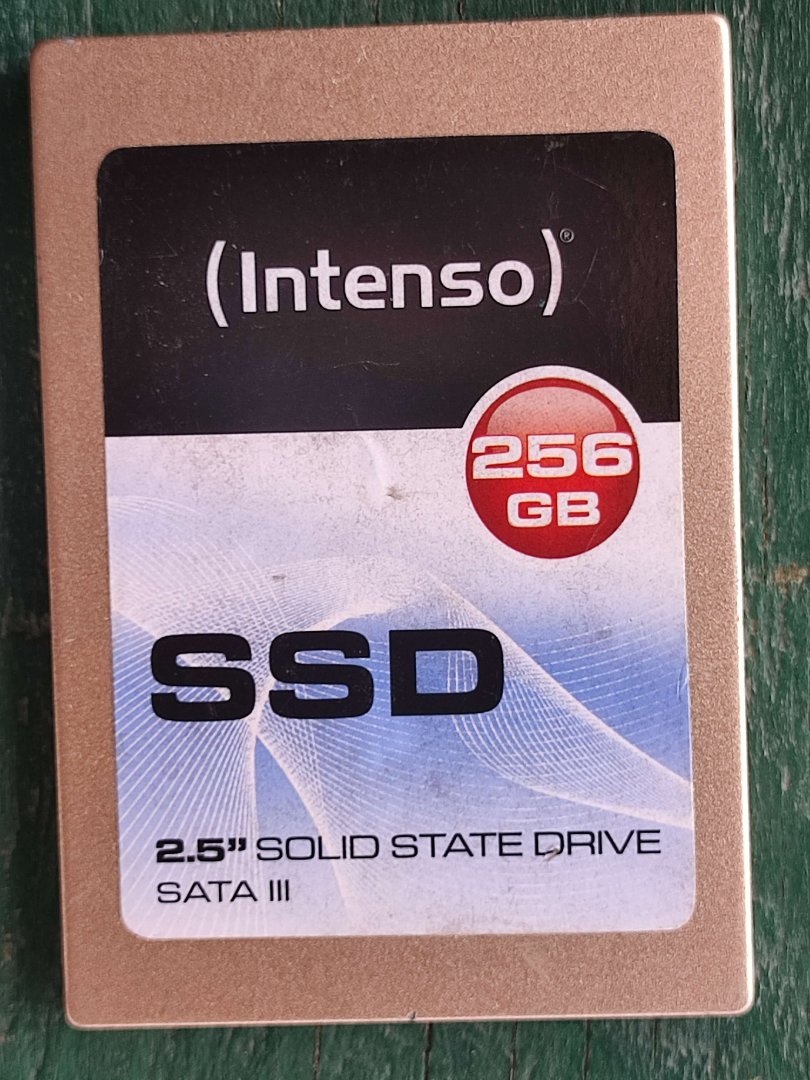 (Intenso)®
256
GB
SSD
2.5” SOLID STATE DRIVE
SATA III